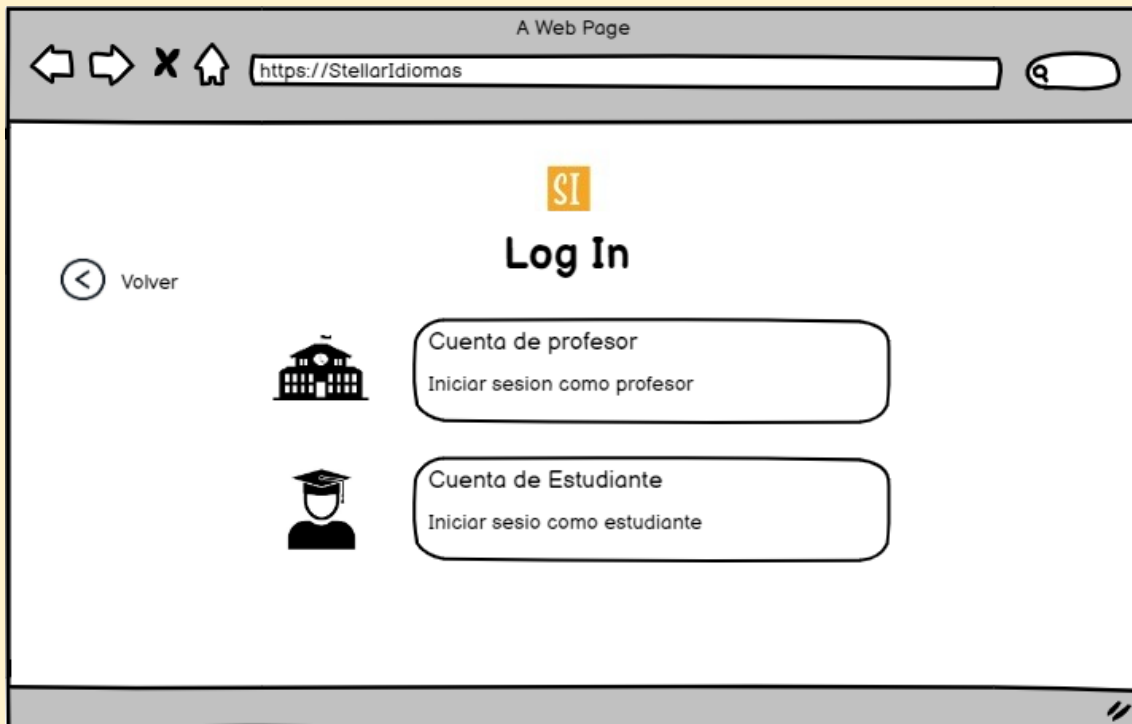 A Web Page
https://StellarIdiomas
SI
Log In
Volver
Cuenta de profesor
Iniciar sesion como profesor
Cuenta de Estudiante
Iniciar sesio como estudiante